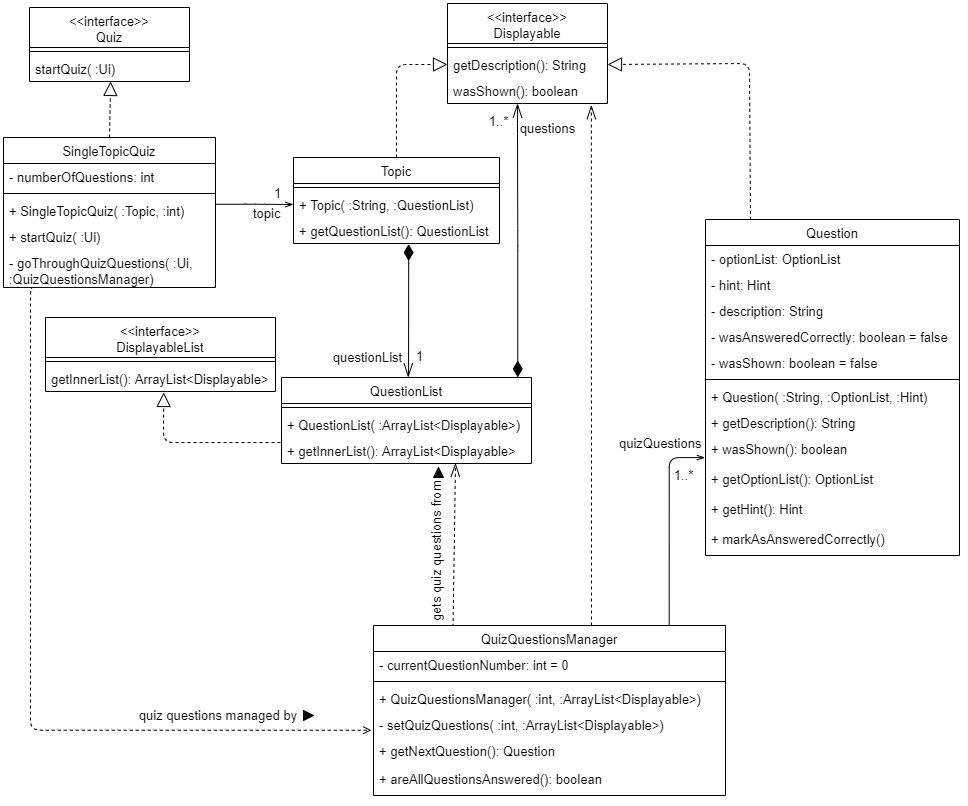 <<interface>>
Quiz
startQuiz( :Ui)
<<interface>>
Displayable
getDescription(): String
wasShown(): boolean
1..*
questions
SingleTopicQuiz
- numberOfQuestions: int
+ SingleTopicQuiz( :Topic, :int)
+ startQuiz( :Ui)
- goThroughQuizQuestions( :Ui,
:QuizQuestionsManager)
1
topic
Topic
+ Topic( :String, :QuestionList)
+ getQuestionList(): QuestionList
Question
- optionList: OptionList
- hint: Hint
- description: String
- wasAnsweredCorrectly: boolean = false
- wasShown: boolean = false
+ Question( :String, :OptionList, :Hint)
+ getDescription(): String
+ wasShown(): boolean
+ getOptionList(): OptionList
+ getHint(): Hint
+ markAsAnsweredCorrectly()
<<interface>>
DisplayableList
getInnerList(): ArrayList<Displayable>
questionList
1
QuestionList
+ QuestionList( :ArrayList<Displayable>)
+ getInnerList(): ArrayList<Displayable>
quizQuestions
1..*
gets quiz questions from ▶
QuizQuestionsManager
- currentQuestionNumber: int = 0
+ QuizQuestionsManager( :int, :ArrayList<Displayable>)
- setQuizQuestions( :int, :ArrayList<Displayable>)
+ getNextQuestion(): Question
+ areAllQuestionsAnswered(): boolean
quiz questions managed by ▶